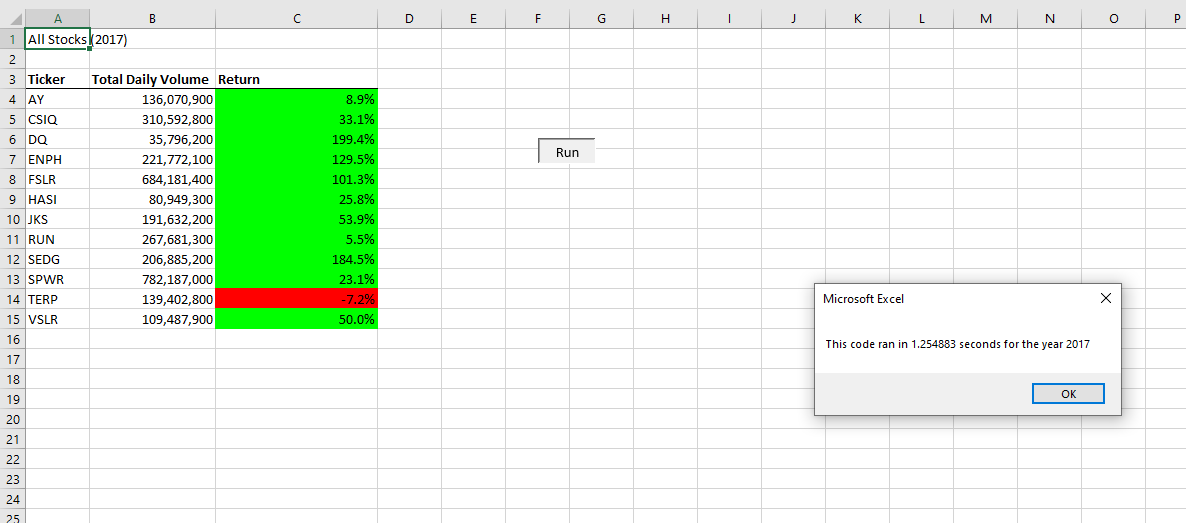 A B C D E F G H I J K L M N O P
1 All Stocks (2017)
2
3 Ticker Total Daily Volume Return
4 AY 136,070,900 8.9%
5 CSIQ 310,592,800 33.1%
6 DQ 35,796,200 199.4%
7 ENPH 221,772,100 129.5%
Run
8 FSLR 684,181,400 101.3%
9 HASI 80,949,300 25.8%
10 JKS 191,632,200 53.9%
11 RUN 267,681,300 5.5%
12 SEDG 206,885,200 184.5%
13 SPWR 782,187,000 23.1%
14 TERP 139,402,800 -7.2%
15 VSLR 109,487,900 50.0%
16
17
18
19
20
21
22
23
24
25
Microsoft Excel
This code ran in 1.254883 seconds for the year 2017
OK